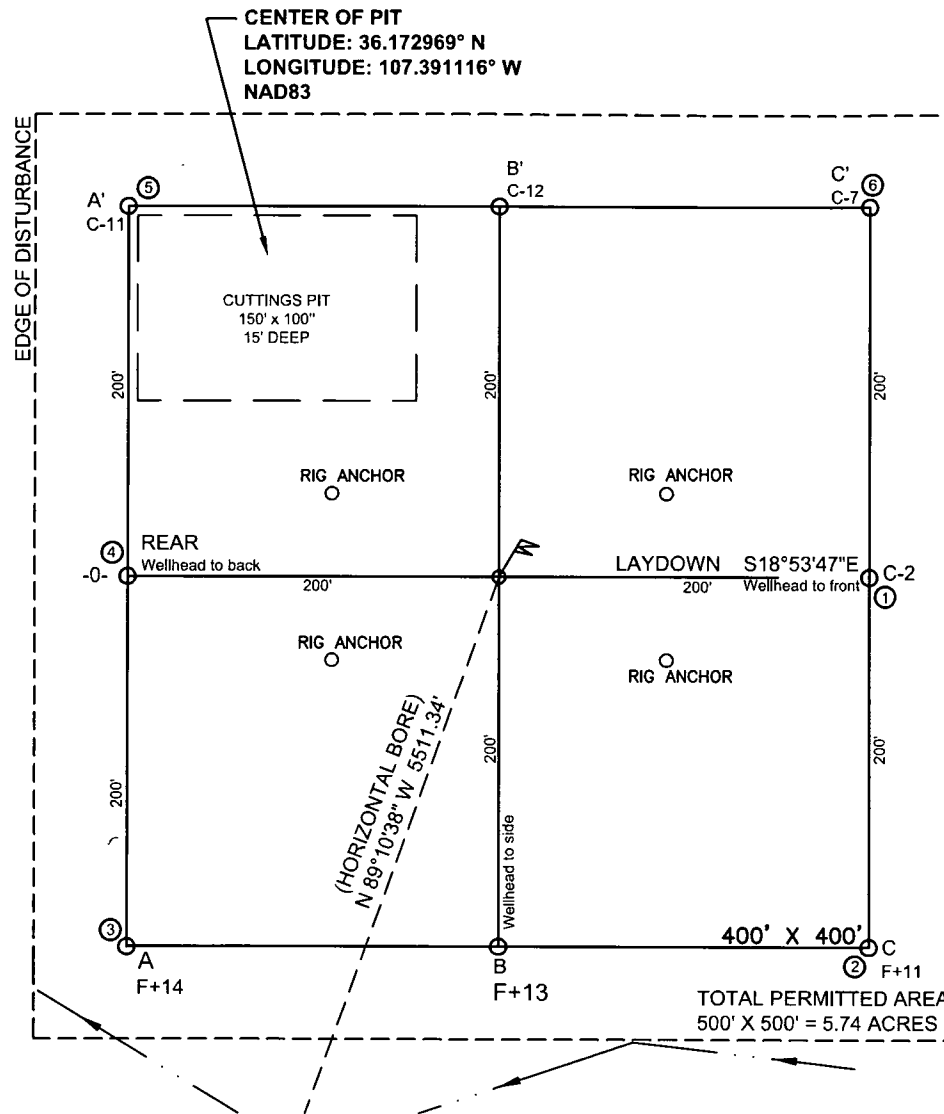 CENTER OF PIT
LATITUDE: 36.172969° N
LONGITUDE: 107.391116° W
NAD83
EDGE OF DISTURBANCE
A'
C-11
5
B'
C-12
C'
C-7
6
CUTTINGS PIT
150' x 100"
15' DEEP
200'
200'
200'
RIG ANCHOR
RIG ANCHOR
4
-0-
REAR
Wellhead to back
200'
LAYDOWN S18°53'47"E
200'
Wellhead to front
C-2
1
RIG ANCHOR
RIG ANCHOR
200'
(HORIZONTAL BORE)
N 89°10'38" W 5511.34'
200'
Wellhead to side
200'
3
A
F+14
B
F+13
400' X 400'
C
2
F+11
TOTAL PERMITTED AREA
500' X 500' = 5.74 ACRES